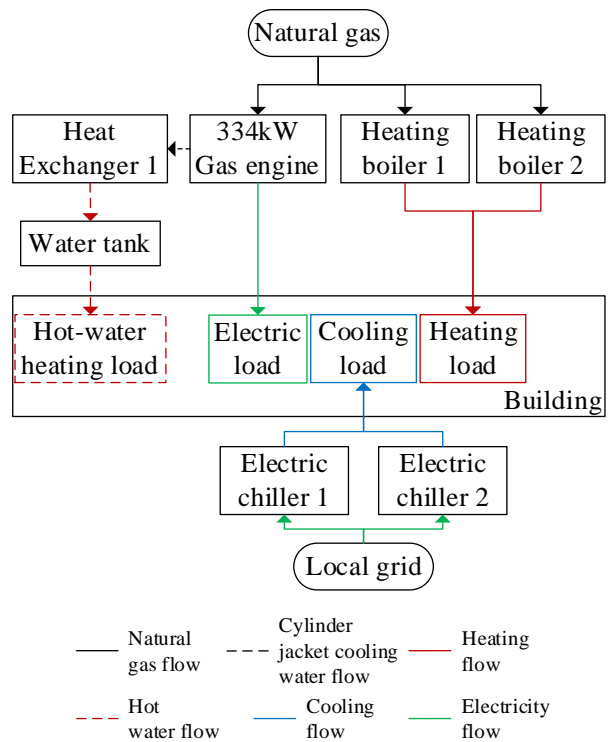 Natural gas
Heat
Exchanger 1
334kW
Gas engine
Heating
boiler 1
Heating
boiler 2
Water tank
Hot-water
heating load
Electric
load
Cooling
load
Heating
load
Building
Electric
chiller 1
Electric
chiller 2
Local grid
Natural
gas flow
Cylinder
jacket cooling
water flow
Heating
flow
Hot
water flow
Cooling
flow
Electricity
flow